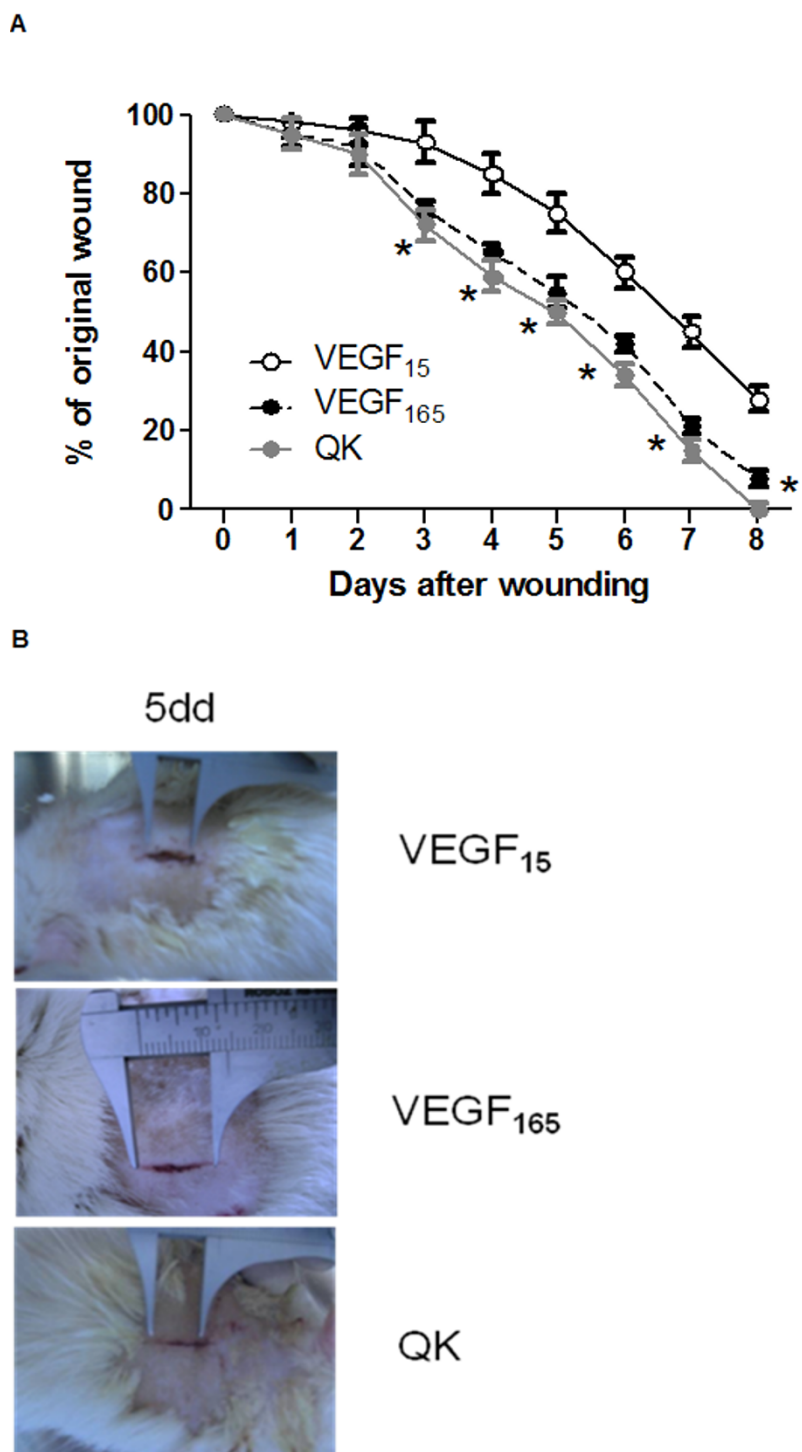 A
% of original wound
100
80
60
40
20
0
* * * * * *
VEGF15
VEGF165
QK
0 1 2 3 4 5 6 7 8
Days after wounding
B
5dd
VEGF15
10 20
VEGF165
QK